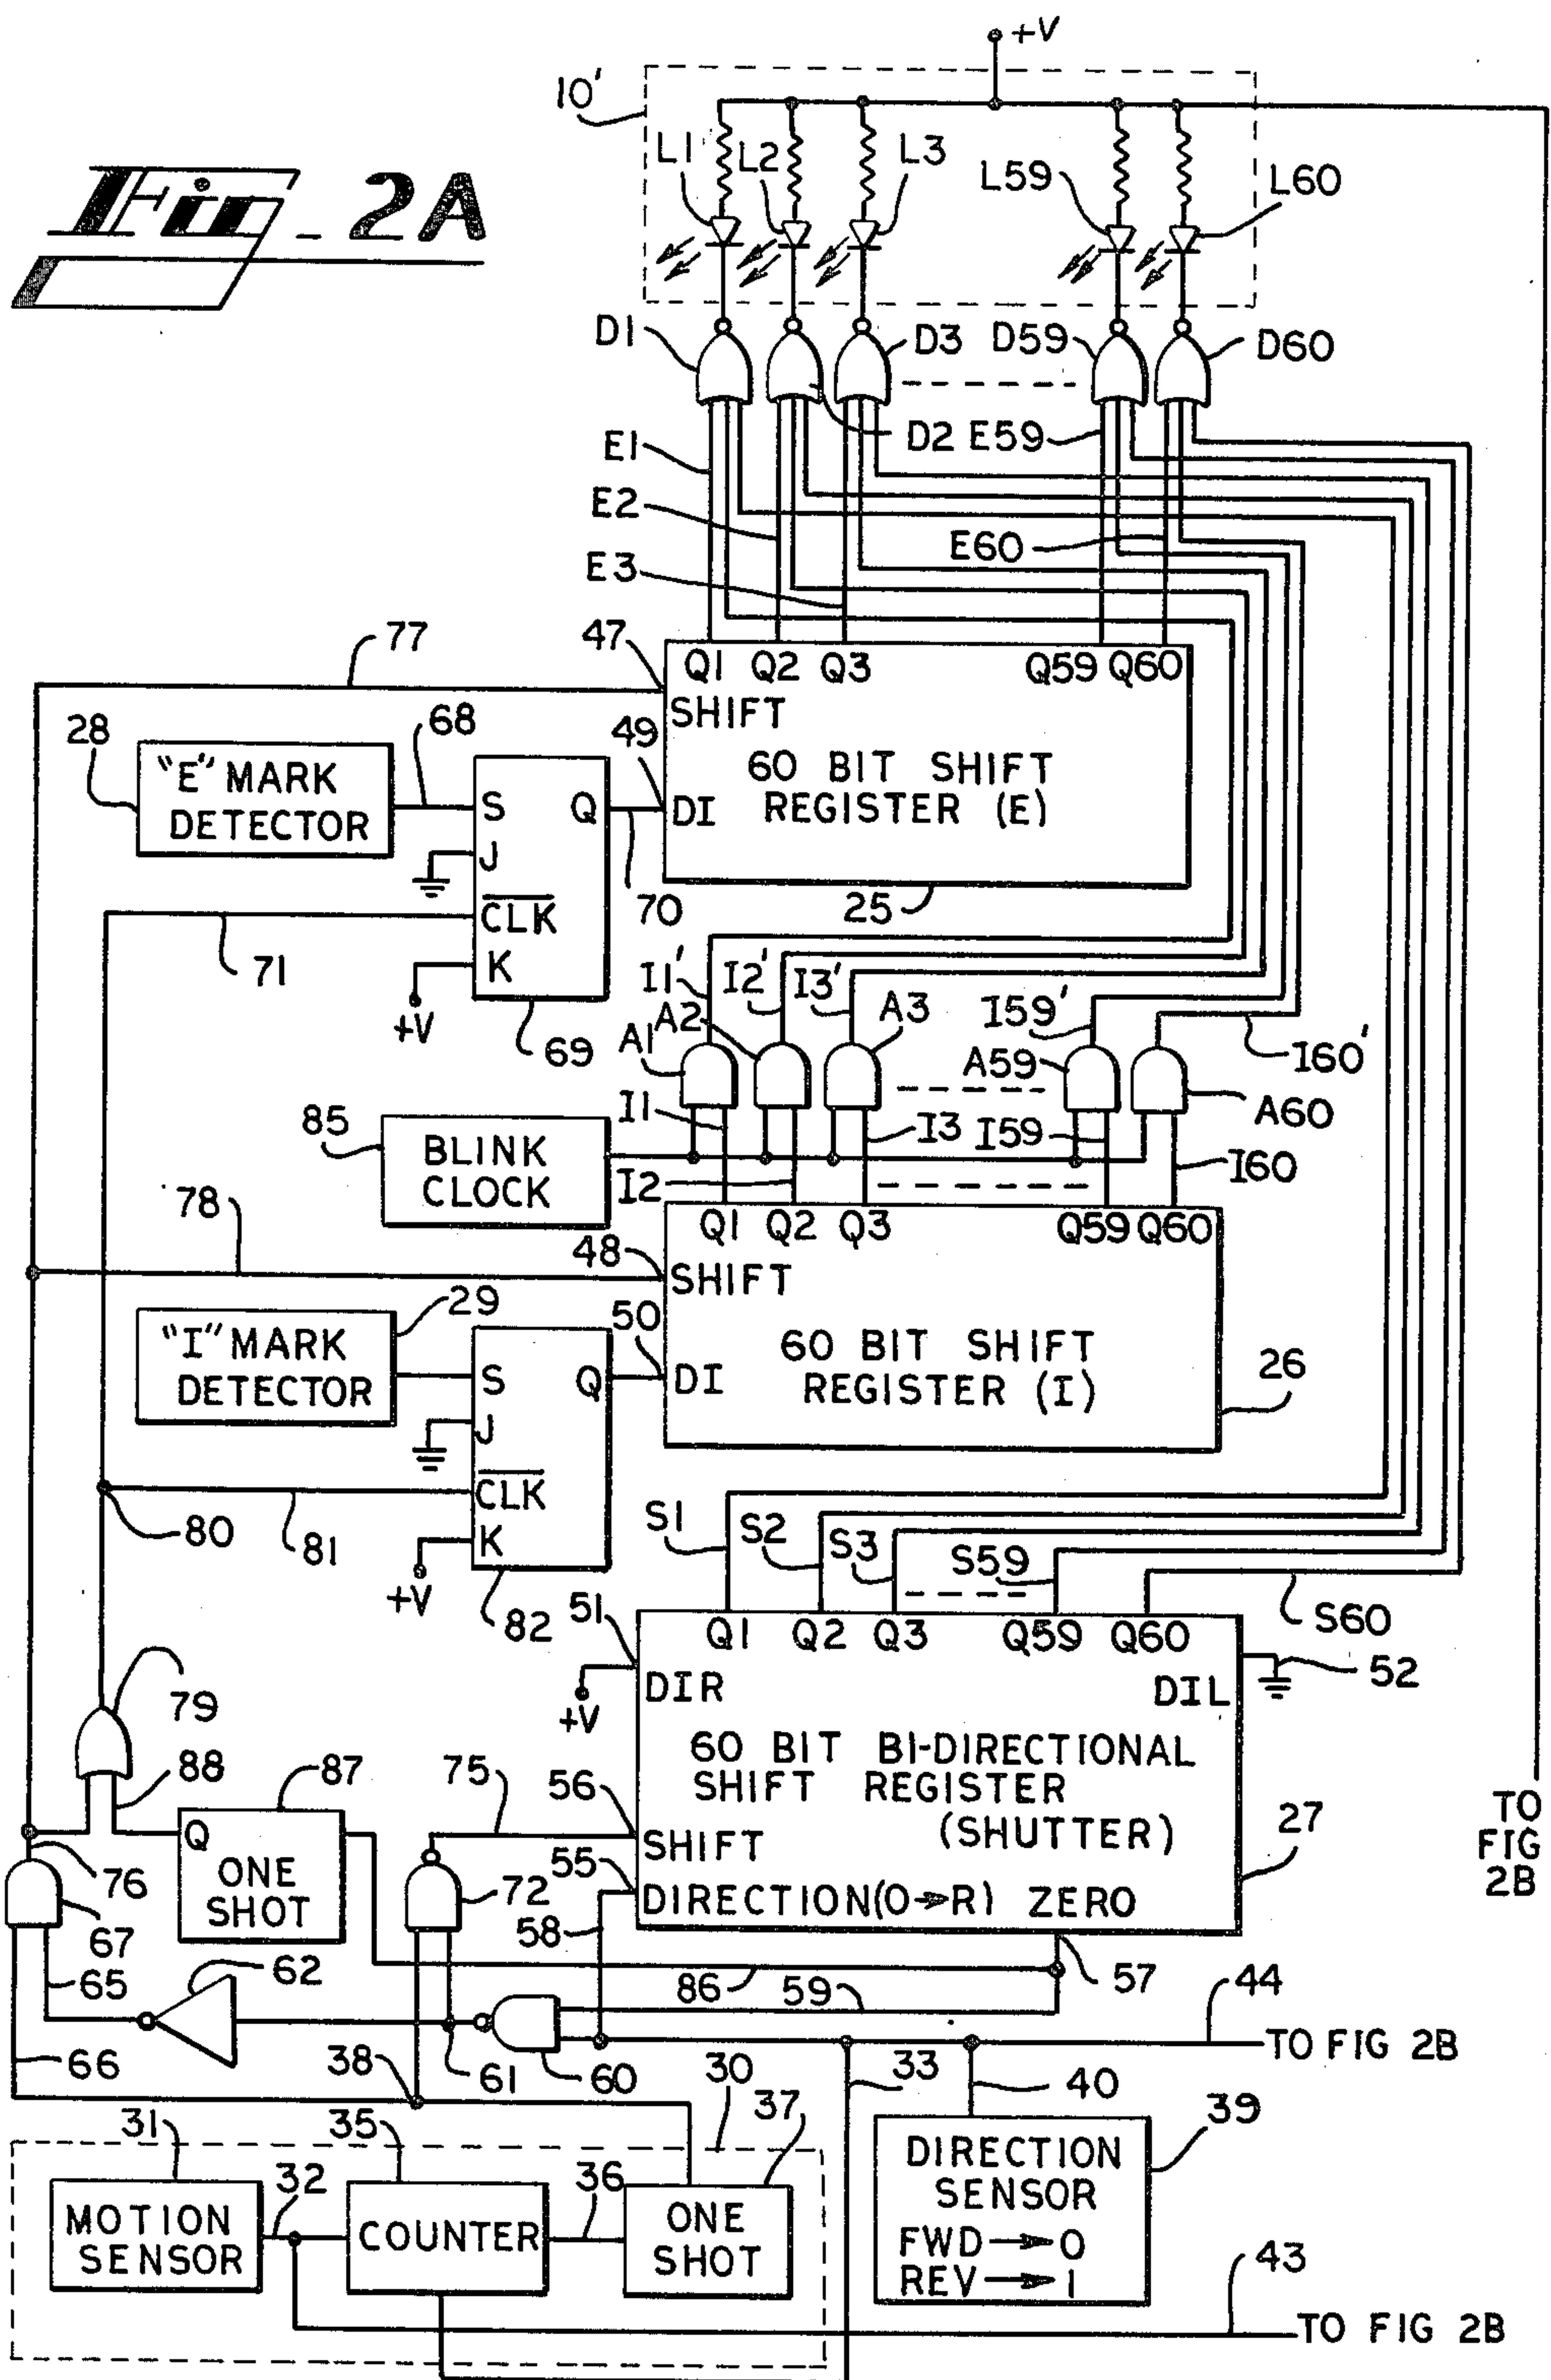 +V
10'
Fig-2A
L1 L2 L3 L59 L60
D1 D3 D59 D60
D2 E59
E1
E2
E60
E3
77 47 Q1 Q2 Q3 Q59 Q60
SHIFT
28 68 49
"E" MARK DETECTOR
S Q DI
60 BIT SHIFT REGISTER (E)
J
CLK
70 25
71 K
+V
69
I1' I2' I3' I59' I60'
A1 A2 A3 A59 A60
85 I1 I3 I59
BLINK CLOCK
I2 I60
78 Q1 Q2 Q3 Q59 Q60
48 SHIFT
29 50
"I" MARK DETECTOR
S Q DI
60 BIT SHIFT REGISTER (I)
26
J
CLK
80 81 K
+V
82
S1 S2 S3 S59 S60
51 Q1 Q2 Q3 Q59 Q60
DIR DIL 52
+V
79
60 BIT BI-DIRECTIONAL SHIFT REGISTER (SHUTTER)
88 87 75 56 27
Q
ONE SHOT
SHIFT
TO FIG 2B
76 72 55
DIRECTION(0→R) ZERO
67 58
65 62 86 59 57 44
TO FIG 2B
66 38 61 60 30 33 40
31 35 37 39
DIRECTION SENSOR
FWD→0
REV→1
32 36
MOTION SENSOR
COUNTER
ONE SHOT
43
TO FIG 2B